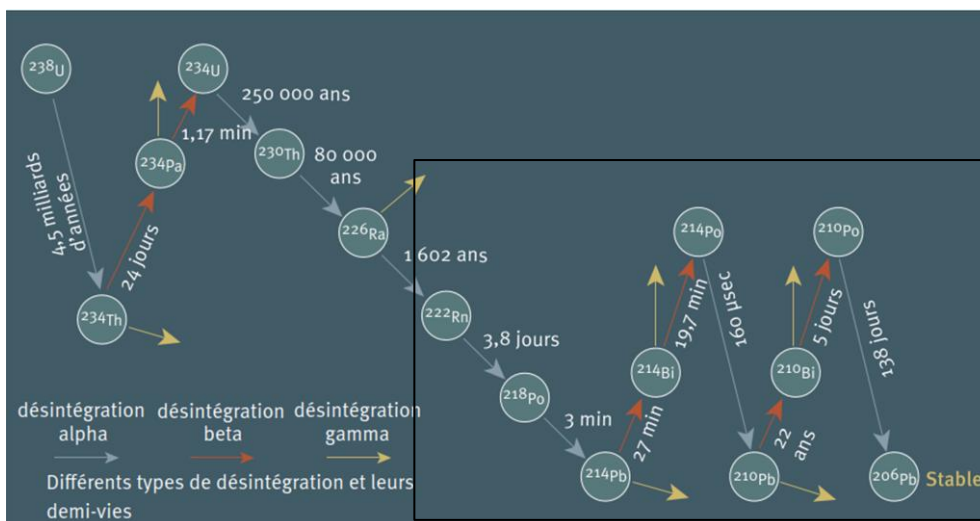 ²³⁸U
4,5 milliards
d'années
²³⁴Th
24 jours
²³⁴Pa
1,17 min
²³⁴U
250 000 ans
²³⁰Th
80 000
ans
²²⁶Ra
1 602 ans
²²²Rn
3,8 jours
²¹⁸Po
3 min
²¹⁴Pb
27 min
²¹⁴Bi
19,7 min
²¹⁴Po
160 µsec
²¹⁰Pb
22
ans
²¹⁰Bi
5 jours
²¹⁰Po
138 jours
²⁰⁶Pb
Stable
désintégration
alpha
désintégration
beta
désintégration
gamma
Différents types de désintégration et leurs
demi-vies